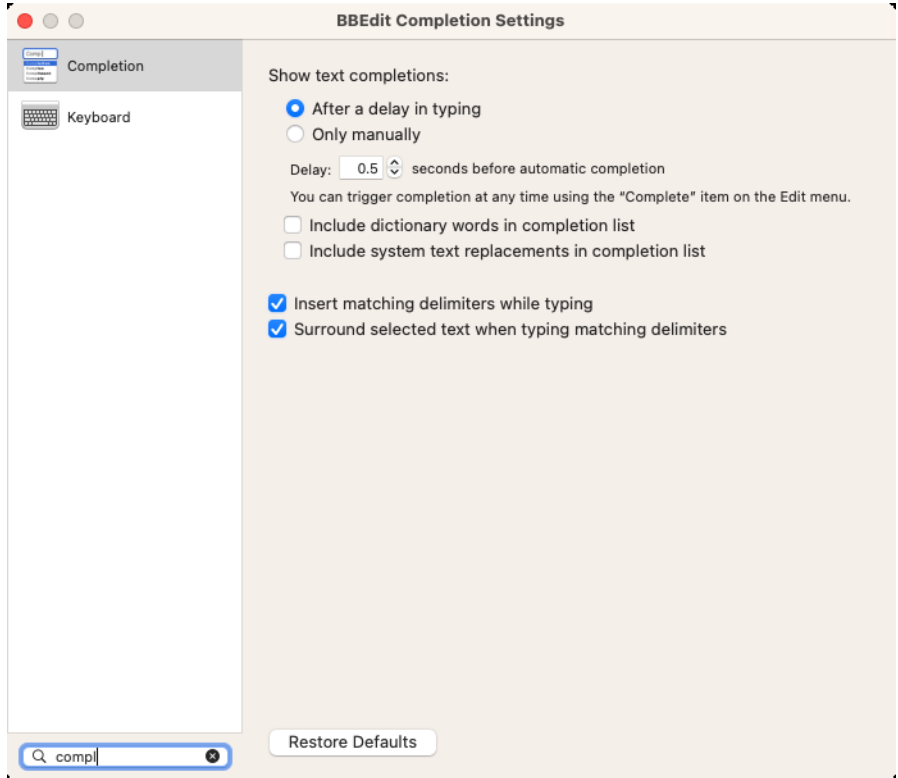 BBEdit Completion Settings
Completion
Keyboard
Show text completions:
After a delay in typing
Only manually
Delay: 0.5 seconds before automatic completion
You can trigger completion at any time using the “Complete” item on the Edit menu.
Include dictionary words in completion list
Include system text replacements in completion list
Insert matching delimiters while typing
Surround selected text when typing matching delimiters
Restore Defaults
compl